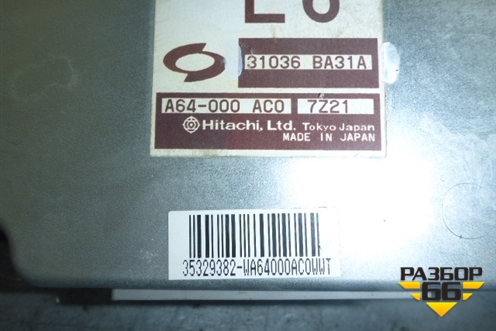 31036 BA31A
A64-000 AC0 7Z21
Hitachi, Ltd. Tokyo Japan
MADE IN JAPAN
35329382-WA64000AC0WWT
РАЗБОР
66